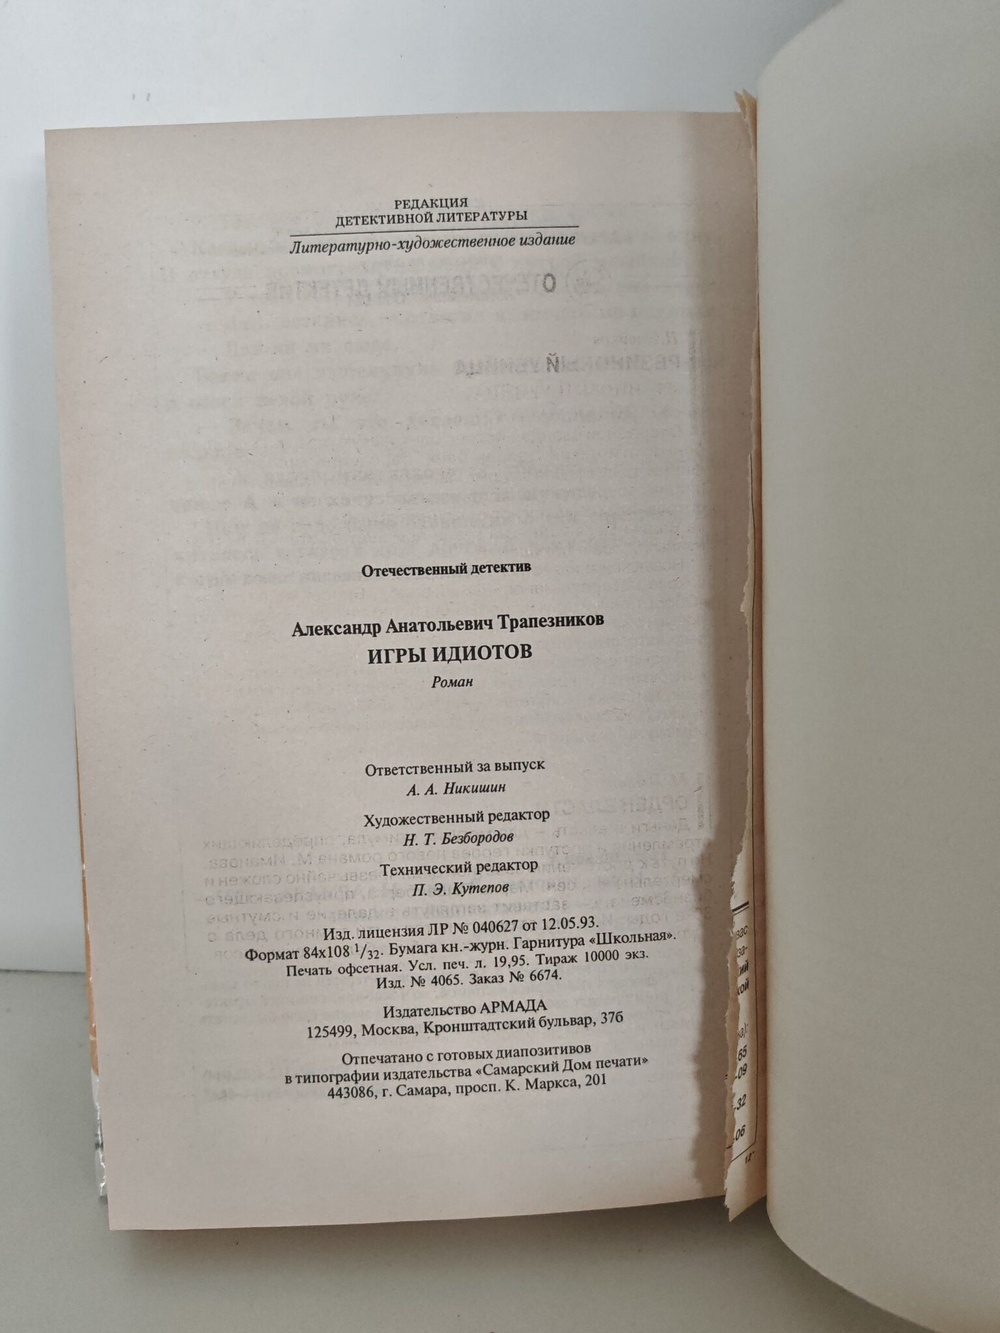 РЕДАКЦИЯ
ДЕТЕКТИВНОЙ ЛИТЕРАТУРЫ
Литературно-художественное издание
Отечественный детектив
Александр Анатольевич Трапезников
ИГРЫ ИДИОТОВ
Роман
Ответственный за выпуск
А. А. Никишин
Художественный редактор
Н. Т. Безбородов
Технический редактор
П. Э. Кутепов
Изд. лицензия ЛР № 040627 от 12.05.93.
Формат 84x108 1/32. Бумага кн.-журн. Гарнитура «Школьная».
Печать офсетная. Усл. печ. л. 19,95. Тираж 10000 экз.
Изд. № 4065. Заказ № 6674.
Издательство АРМАДА
125499, Москва, Кронштадтский бульвар, 37б
Отпечатано с готовых диапозитивов
в типографии издательства «Самарский Дом печати»
443086, г. Самара, просп. К. Маркса, 201